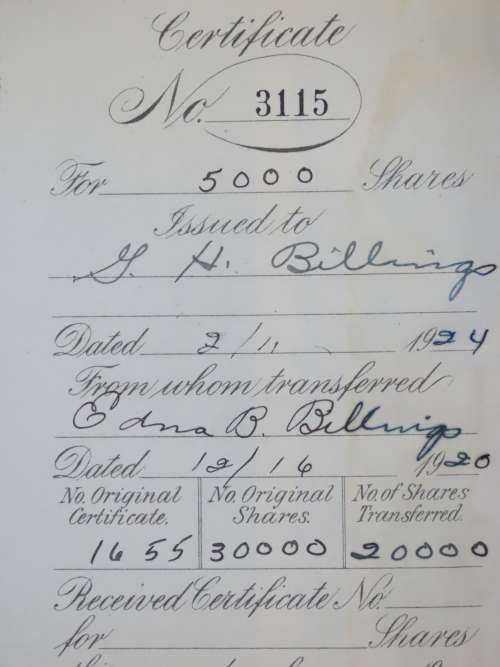 Certificate
No. 3115
For 5000 Shares
Issued to
G. H. Billings
Dated 2/1, 1924
From whom transferred
Edna B. Billings
Dated 12/16 1920
No. Original Certificate. No. Original Shares. No. of Shares Transferred.
1655 30000 20000
Received Certificate No.
for Shares